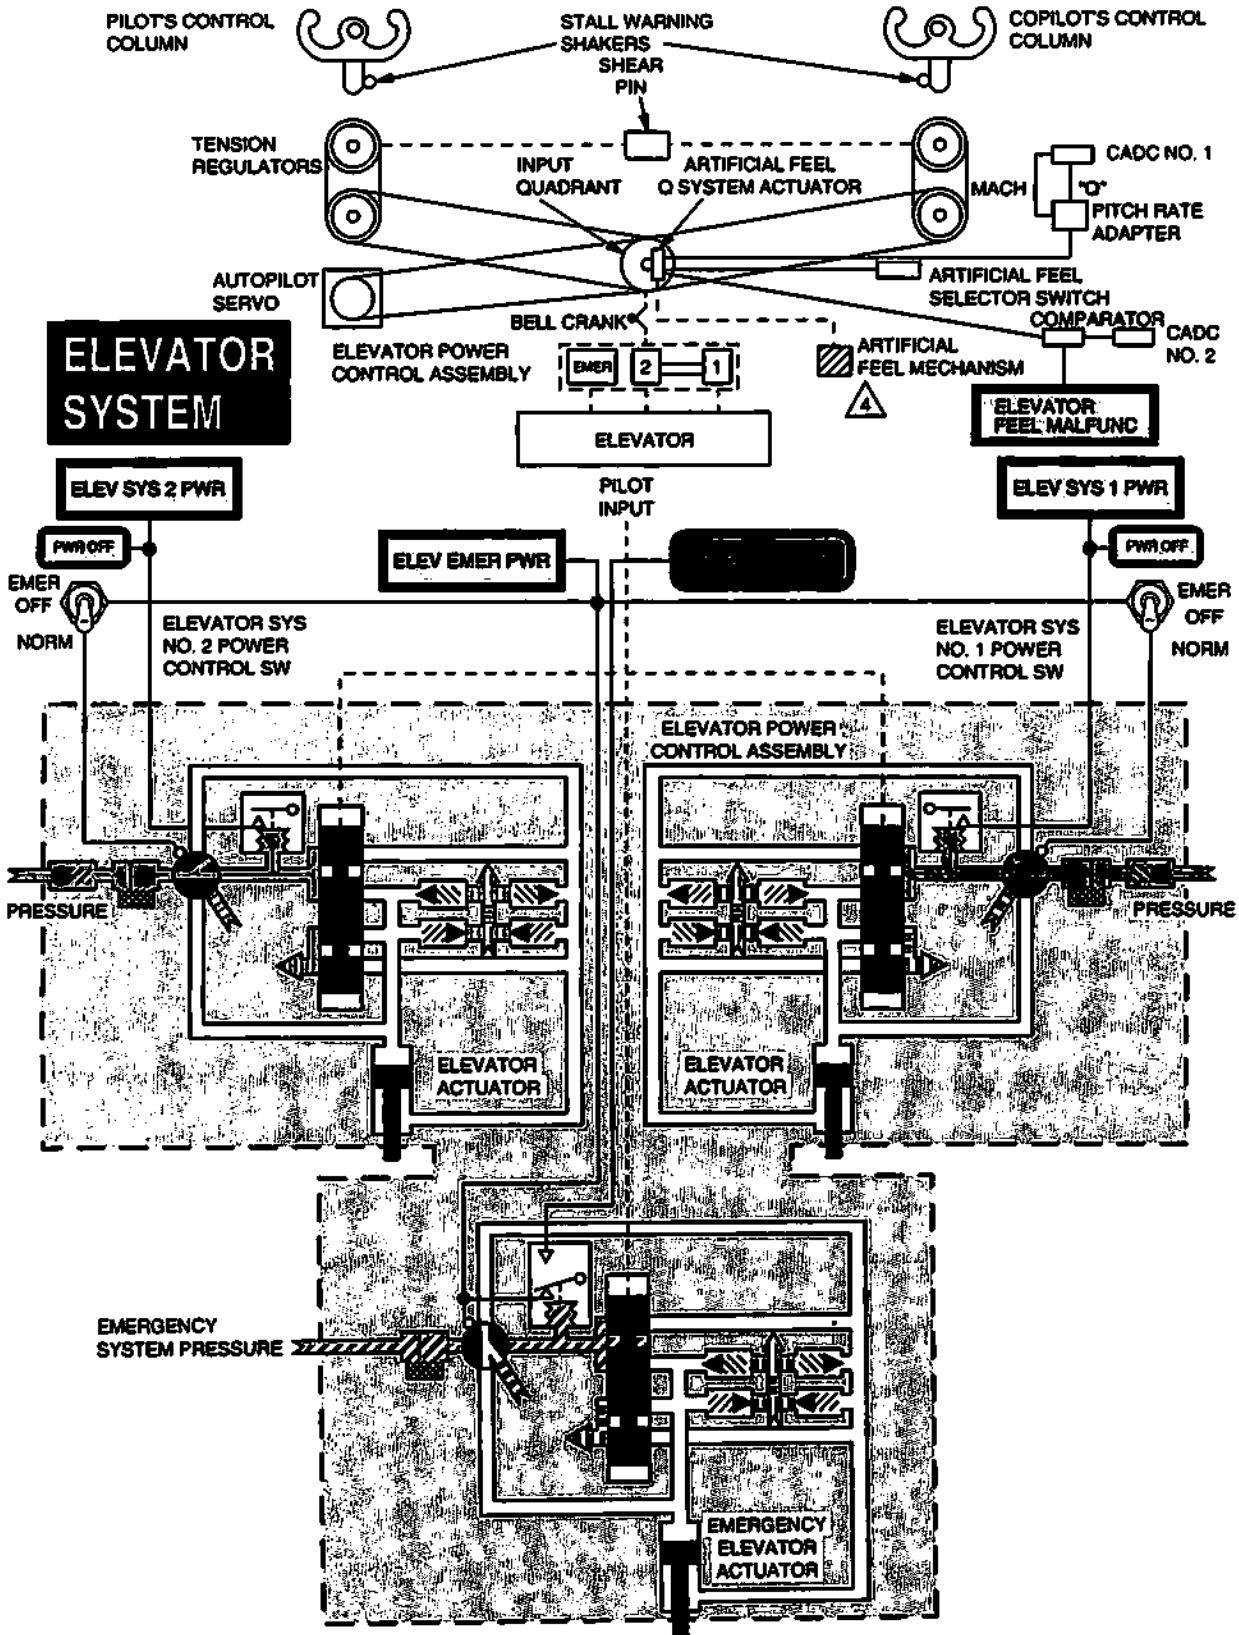 PILOT'S CONTROL
COLUMN
STALL WARNING
SHAKERS
SHEAR
PIN
COPILOT'S CONTROL
COLUMN
TENSION
REGULATORS
INPUT
QUADRANT
ARTIFICIAL FEEL
Q SYSTEM ACTUATOR
MACH
CADC NO. 1
"Q"
PITCH RATE
ADAPTER
AUTOPILOT
SERVO
BELL CRANK
ARTIFICIAL FEEL
SELECTOR SWITCH
COMPARATOR
CADC
NO. 2
ELEVATOR
SYSTEM
ELEVATOR POWER
CONTROL ASSEMBLY
EMER
2
1
ARTIFICIAL
FEEL MECHANISM
4
ELEVATOR
FEEL MALFUNC
ELEVATOR
ELEV SYS 2 PWR
PILOT
INPUT
ELEV SYS 1 PWR
PWR OFF
ELEV EMER PWR
PWR OFF
EMER
OFF
NORM
ELEVATOR SYS
NO. 2 POWER
CONTROL SW
ELEVATOR SYS
NO. 1 POWER
CONTROL SW
EMER
OFF
NORM
ELEVATOR POWER
CONTROL ASSEMBLY
PRESSURE
PRESSURE
ELEVATOR
ACTUATOR
ELEVATOR
ACTUATOR
EMERGENCY
SYSTEM PRESSURE
EMERGENCY
ELEVATOR
ACTUATOR